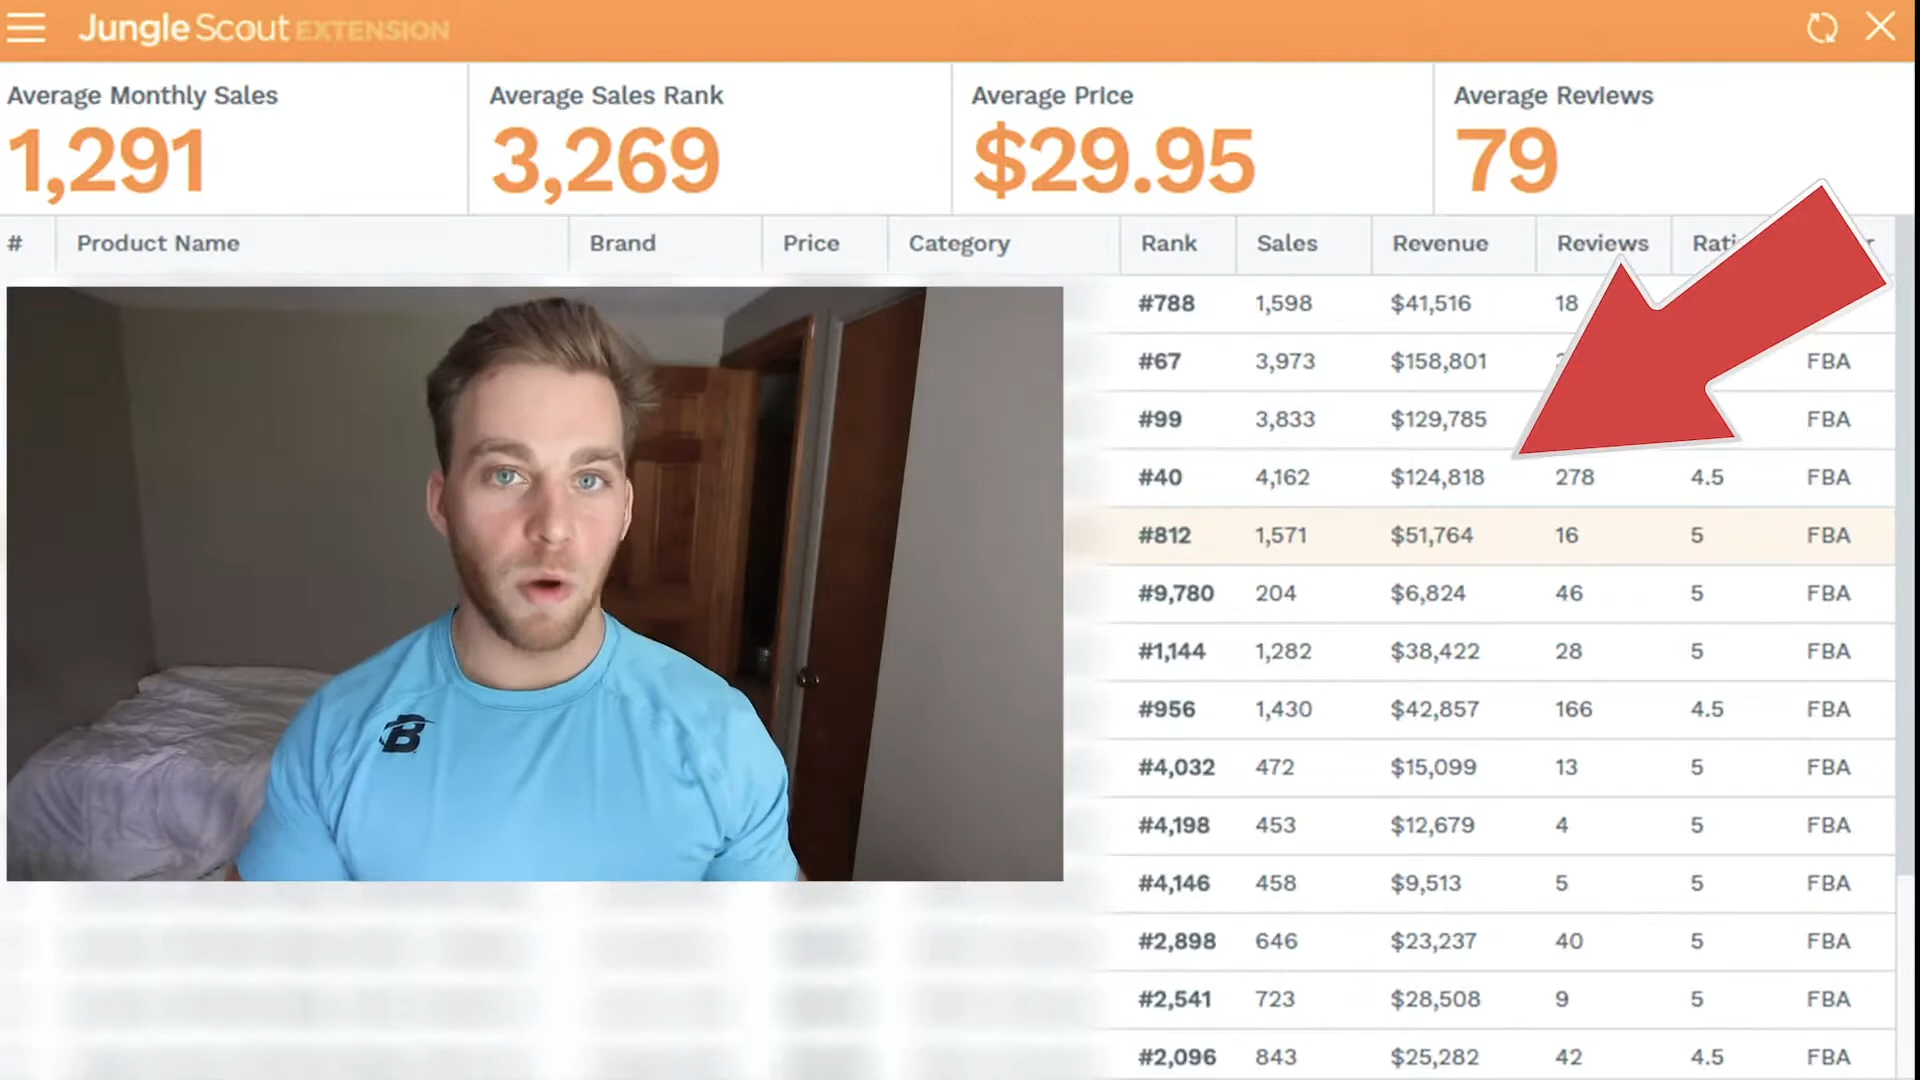 Jungle Scout EXTENSION
Average Monthly Sales Average Sales Rank Average Price Average Reviews
1,291 3,269 $29.95 79
# Product Name Brand Price Category Rank Sales Revenue Reviews
#788 1,598 $41,516 18
#67 3,973 $158,801 FBA
#99 3,833 $129,785 FBA
#40 4,162 $124,818 278 4.5 FBA
#812 1,571 $51,764 16 5 FBA
#9,780 204 $6,824 46 5 FBA
#1,144 1,282 $38,422 28 5 FBA
#956 1,430 $42,857 166 4.5 FBA
#4,032 472 $15,099 13 5 FBA
#4,198 453 $12,679 4 5 FBA
#4,146 458 $9,513 5 5 FBA
#2,898 646 $23,237 40 5 FBA
#2,541 723 $28,508 9 5 FBA
#2,096 843 $25,282 42 4.5 FBA
B